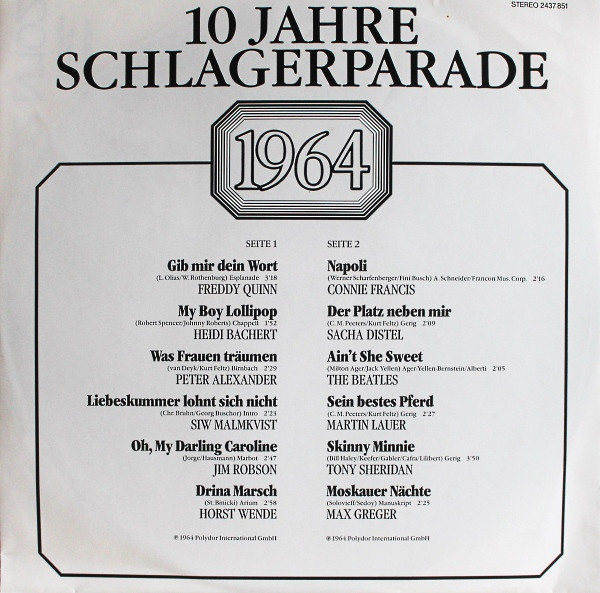 STEREO 2437 851
10 JAHRE
SCHLAGERPARADE
1964
SEITE 1
Gib mir dein Wort
(L. Olias/W. Rothenburg) Esplanade 3'18
FREDDY QUINN
My Boy Lollipop
(Robert Spencer/Johnny Roberts) Chappell 1'52
HEIDI BACHERT
Was Frauen träumen
(van Deyk/Kurt Feltz) Birnbach 2'29
PETER ALEXANDER
Liebeskummer lohnt sich nicht
(Chr. Bruhn/Georg Buschor) Intro 2'23
SIW MALMKVIST
Oh, My Darling Caroline
(Jorge/Hausmann) Marbot 2'47
JIM ROBSON
Drina Marsch
(St. Binicki) Arium 2'58
HORST WENDE
℗ 1964 Polydor International GmbH
SEITE 2
Napoli
(Werner Scharfenberger/Fini Busch) A. Schneider/Francon Mus. Corp. 2'16
CONNIE FRANCIS
Der Platz neben mir
(C. M. Peeters/Kurt Feltz) Gerig 2'09
SACHA DISTEL
Ain't She Sweet
(Milton Ager/Jack Yellen) Ager-Yellen-Bernstein/Alberti 2'05
THE BEATLES
Sein bestes Pferd
(C. M. Peeters/Kurt Feltz) Gerig 2'27
MARTIN LAUER
Skinny Minnie
(Bill Haley/Keefer/Gabler/Cafra/Lilibert) Gerig 3'50
TONY SHERIDAN
Moskauer Nächte
(Solovieff/Sedoy) Manuskript 2'25
MAX GREGER
℗ 1964 Polydor International GmbH